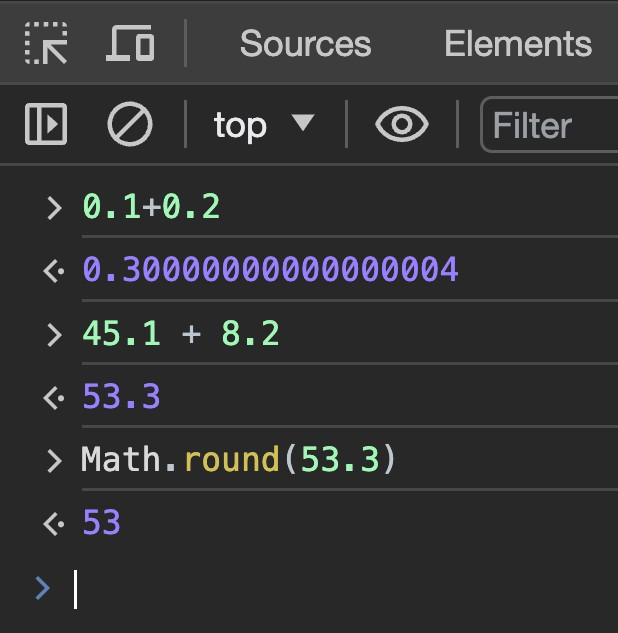 Sources Elements
top Filter
> 0.1+0.2
0.30000000000000004
> 45.1 + 8.2
53.3
> Math.round(53.3)
53
>